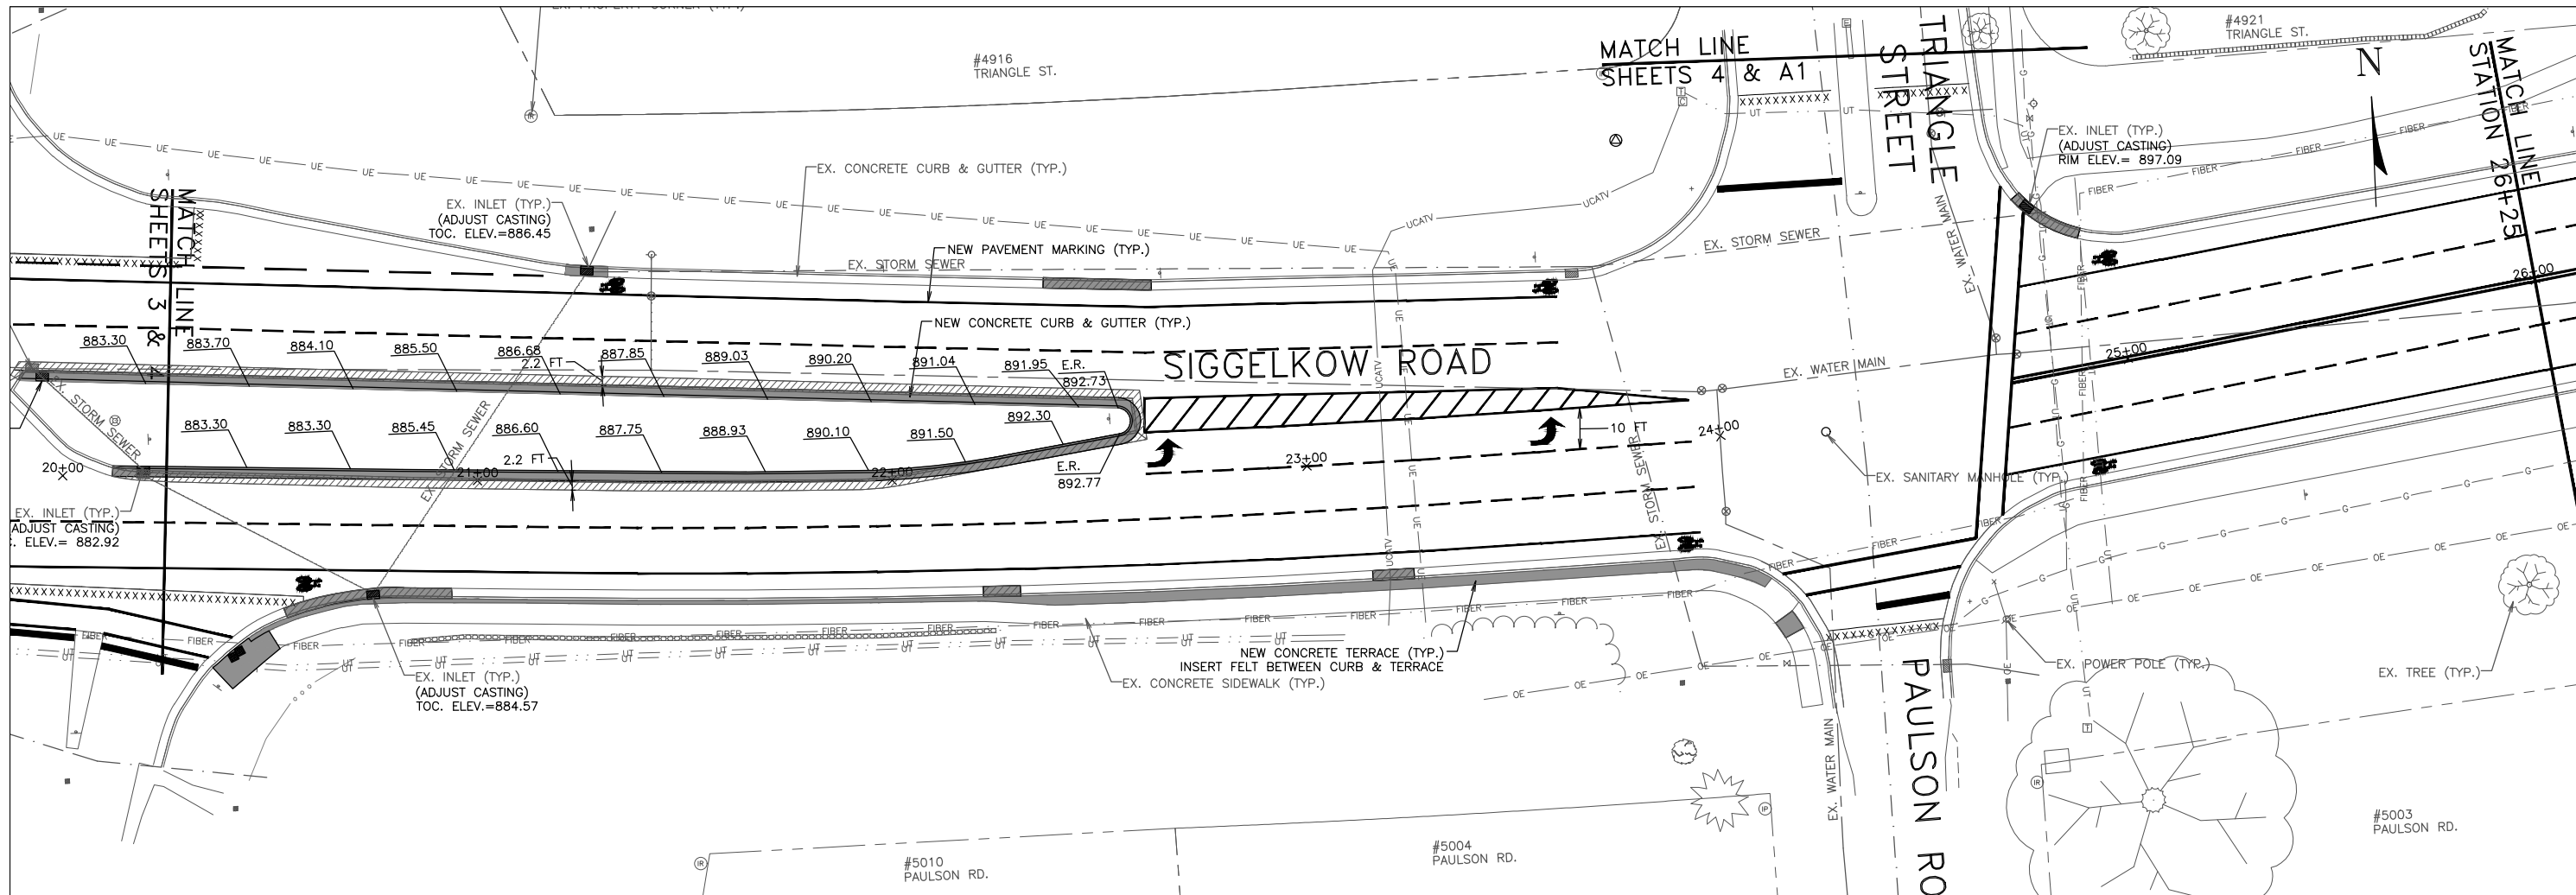 #4916
TRIANGLE ST.
MATCH LINE
SHEETS 4 & A1
TRIANGLE
STREET
#4921
TRIANGLE ST.
N
MATCH LINE
STATION 26+25
EX. INLET (TYP.)
(ADJUST CASTING)
RIM ELEV.= 897.09
EX. CONCRETE CURB & GUTTER (TYP.)
MATCH LINE
SHEETS 3 & 4
EX. INLET (TYP.)
(ADJUST CASTING)
TOC. ELEV.=886.45
NEW PAVEMENT MARKING (TYP.)
EX. STORM SEWER
EX. STORM SEWER
EX. WATER MAIN
NEW CONCRETE CURB & GUTTER (TYP.)
883.30
883.70
884.10
885.50
886.68
2.2 FT
887.85
889.03
890.20
891.04
891.95
E.R.
892.73
SIGGELKOW ROAD
EX. WATER MAIN
25+00
26+00
EX. STORM SEWER
883.30
883.30
885.45
886.60
887.75
888.93
890.10
891.50
892.30
E.R.
892.77
2.2 FT
10 FT
20+00
21+00
22+00
23+00
24+00
EX. STORM SEWER
EX. STORM SEWER
EX. SANITARY MANHOLE (TYP.)
EX. INLET (TYP.)
ADJUST CASTING)
. ELEV.= 882.92
UE
UCATV
UT
FIBER
G
OE
NEW CONCRETE TERRACE (TYP.)
INSERT FELT BETWEEN CURB & TERRACE
EX. CONCRETE SIDEWALK (TYP.)
EX. INLET (TYP.)
(ADJUST CASTING)
TOC. ELEV.=884.57
EX. POWER POLE (TYP.)
EX. TREE (TYP.)
EX. WATER MAIN
PAULSON RO
#5010
PAULSON RD.
#5004
PAULSON RD.
#5003
PAULSON RD.